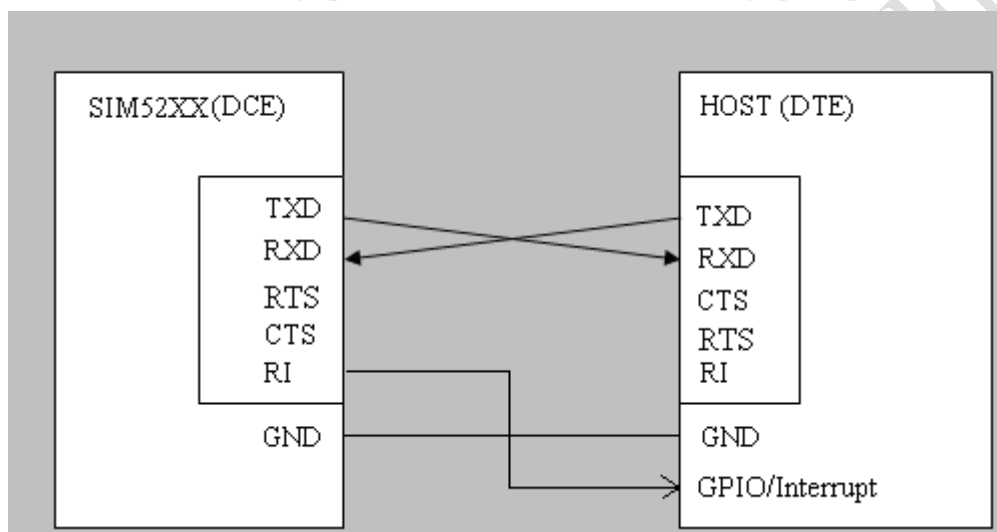 SIM52XX(DCE)
TXD
RXD
RTS
CTS
RI
GND
HOST (DTE)
TXD
RXD
CTS
RTS
RI
GND
GPIO/Interrupt